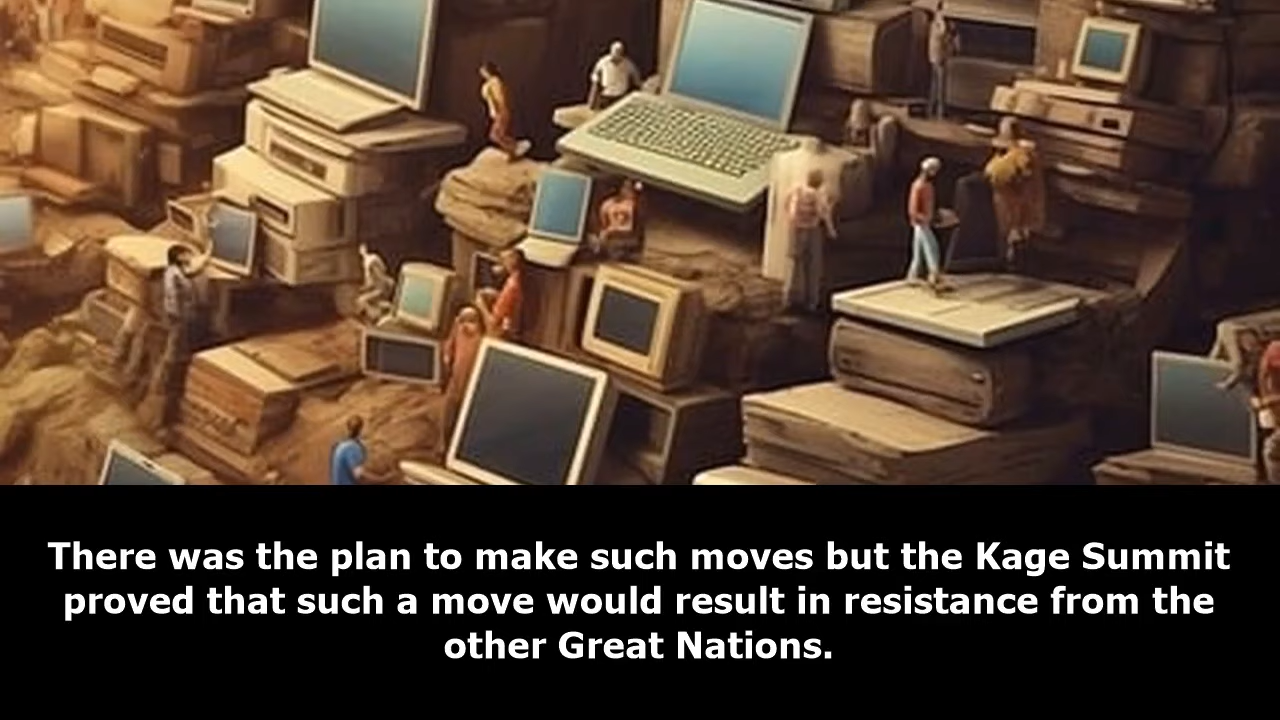 There was the plan to make such moves but the Kage Summit
proved that such a move would result in resistance from the
other Great Nations.